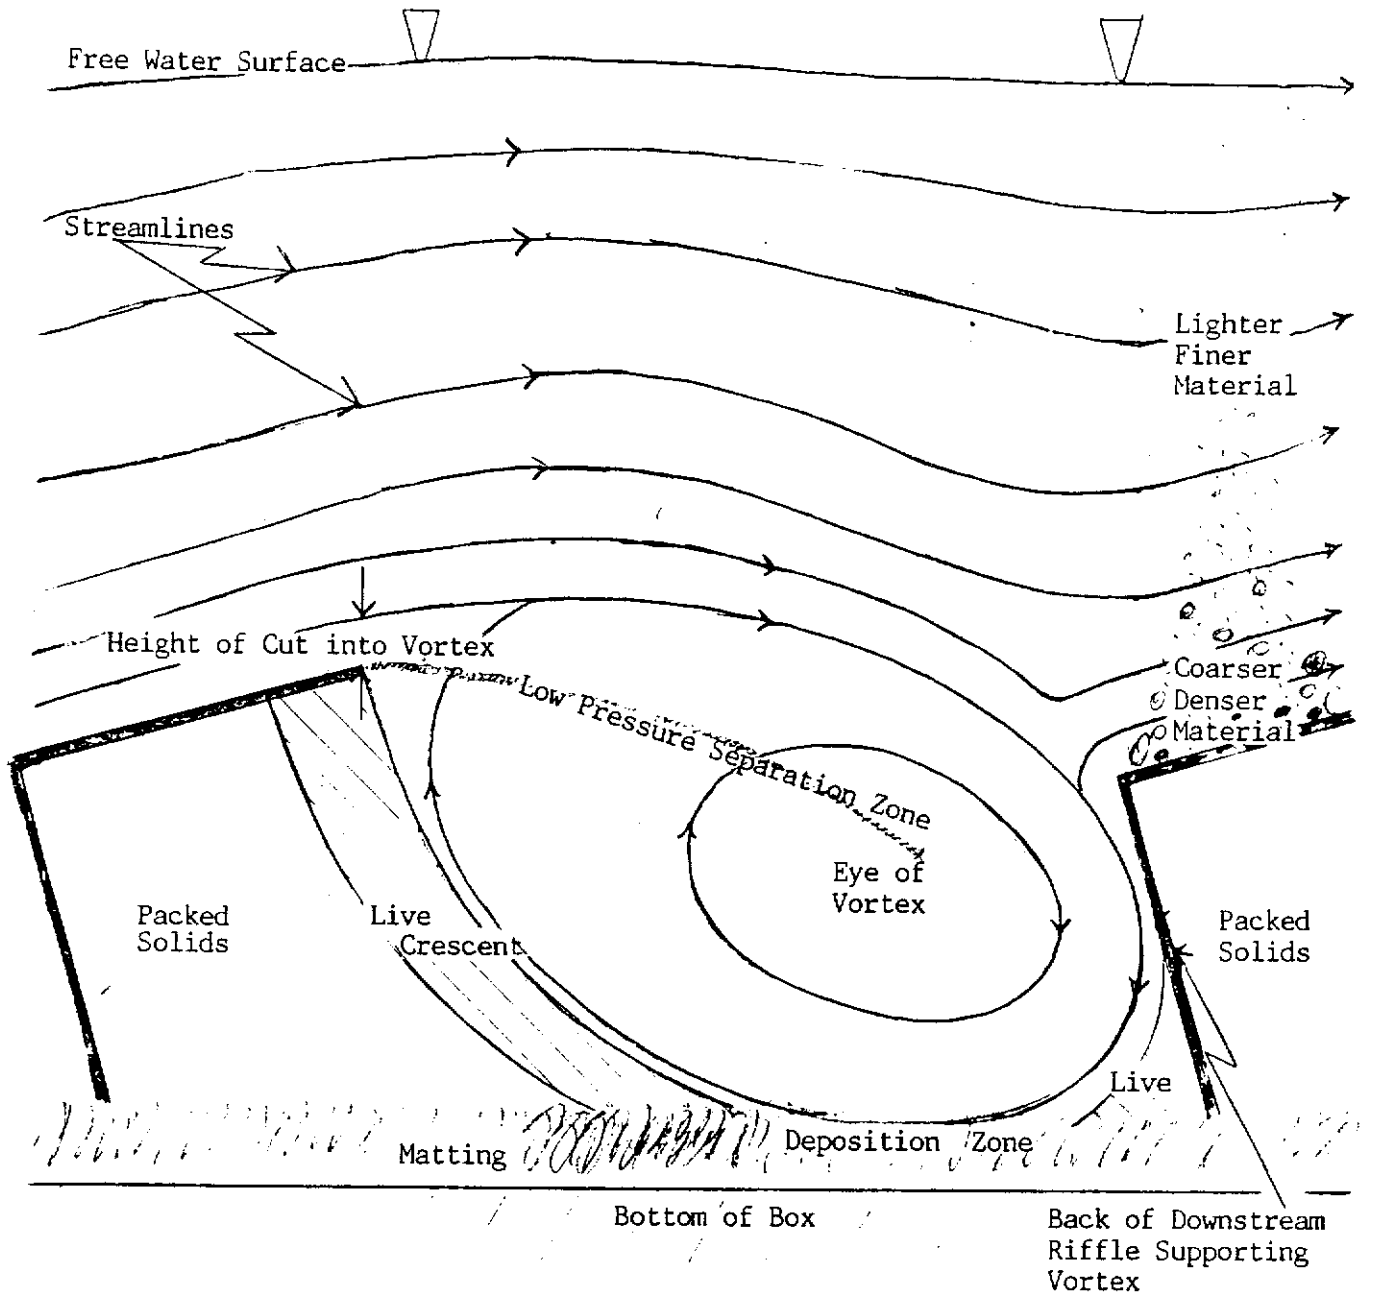 Free Water Surface
Streamlines
Lighter
Finer
Material
Height of Cut into Vortex
Low Pressure Separation Zone
Coarser
Denser
Material
Eye of
Vortex
Packed
Solids
Live
Crescent
Packed
Solids
Live
Matting
Deposition Zone
Bottom of Box
Back of Downstream
Riffle Supporting
Vortex